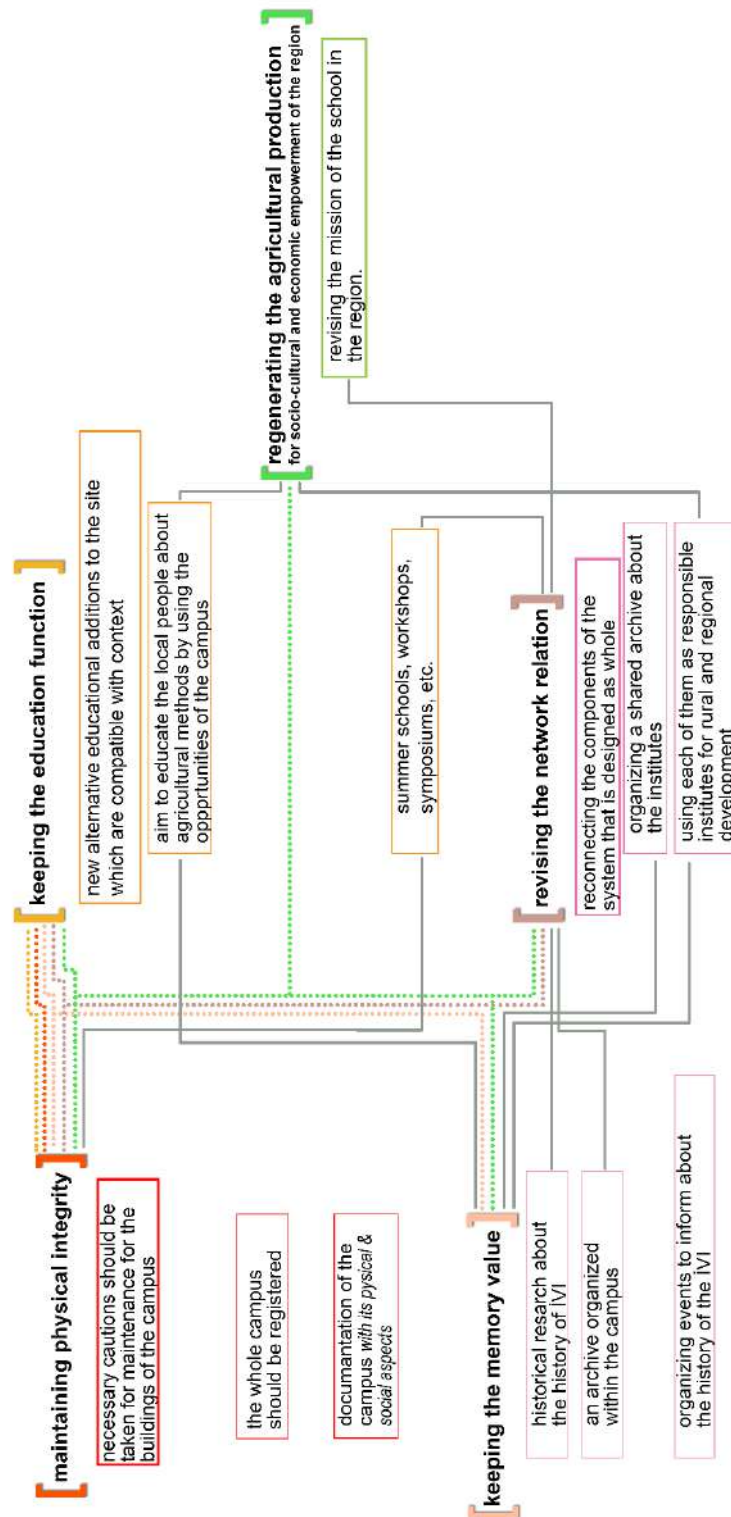 maintaining physical integrity
necessary cautions should be
taken for maintenance for the
buildings of the campus
the whole campus
should be registered
documantation of the
campus with its pysical &
social aspects
keeping the memory value
historical research about
the history of İVI
an archive organized
within the campus
organizing events to inform about
the history of the İVI
keeping the education function
new alternative educational additions to the site
which are compatible with context
aim to educate the local people about
agricultural methods by using the
oppprtunities of the campus
summer schools, workshops,
symposiums, etc.
revising the network relation
reconnecting the components of the
system that is designed as whole
organizing a shared archive about
the institutes
using each of them as responsible
institutes for rural and regional
development
regenerating the agricultural production
for socio-cultural and economic empowerment of the region
revising the mission of the school in
the region.